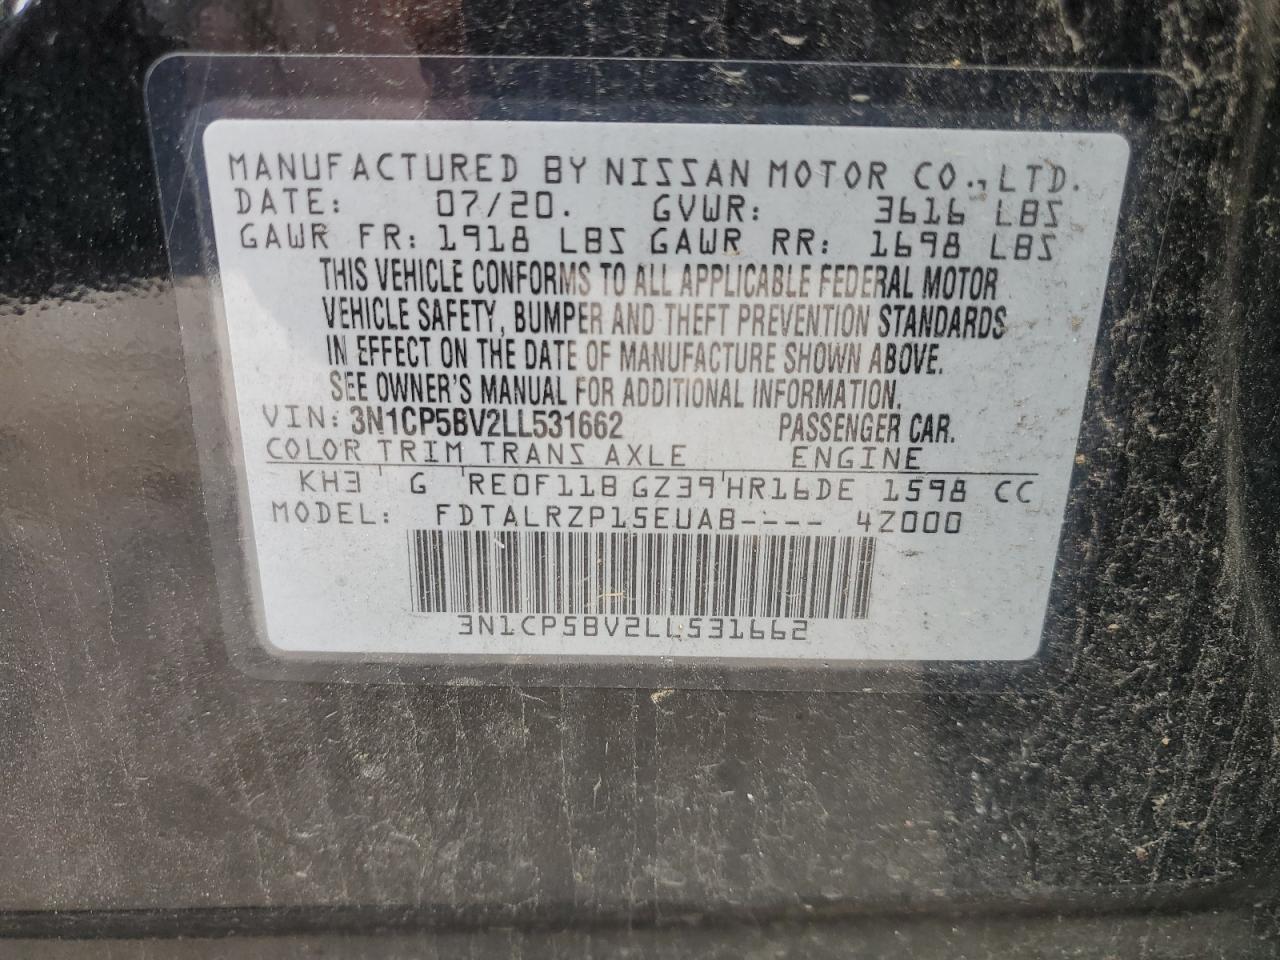 MANUFACTURED BY NISSAN MOTOR CO., LTD.
DATE: 07/20. GVWR: 3616 LBS
GAWR FR: 1918 LBS GAWR RR: 1698 LBS
THIS VEHICLE CONFORMS TO ALL APPLICABLE FEDERAL MOTOR
VEHICLE SAFETY, BUMPER AND THEFT PREVENTION STANDARDS
IN EFFECT ON THE DATE OF MANUFACTURE SHOWN ABOVE.
SEE OWNER'S MANUAL FOR ADDITIONAL INFORMATION.
VIN: 3N1CP5BV2LL531662 PASSENGER CAR.
COLOR TRIM TRANS AXLE ENGINE
KH3 G RE0F11B GZ39 HR16DE 1598 CC
MODEL: FDTALRZP15EUAB---- 4Z000
3N1CP5BV2LL531662